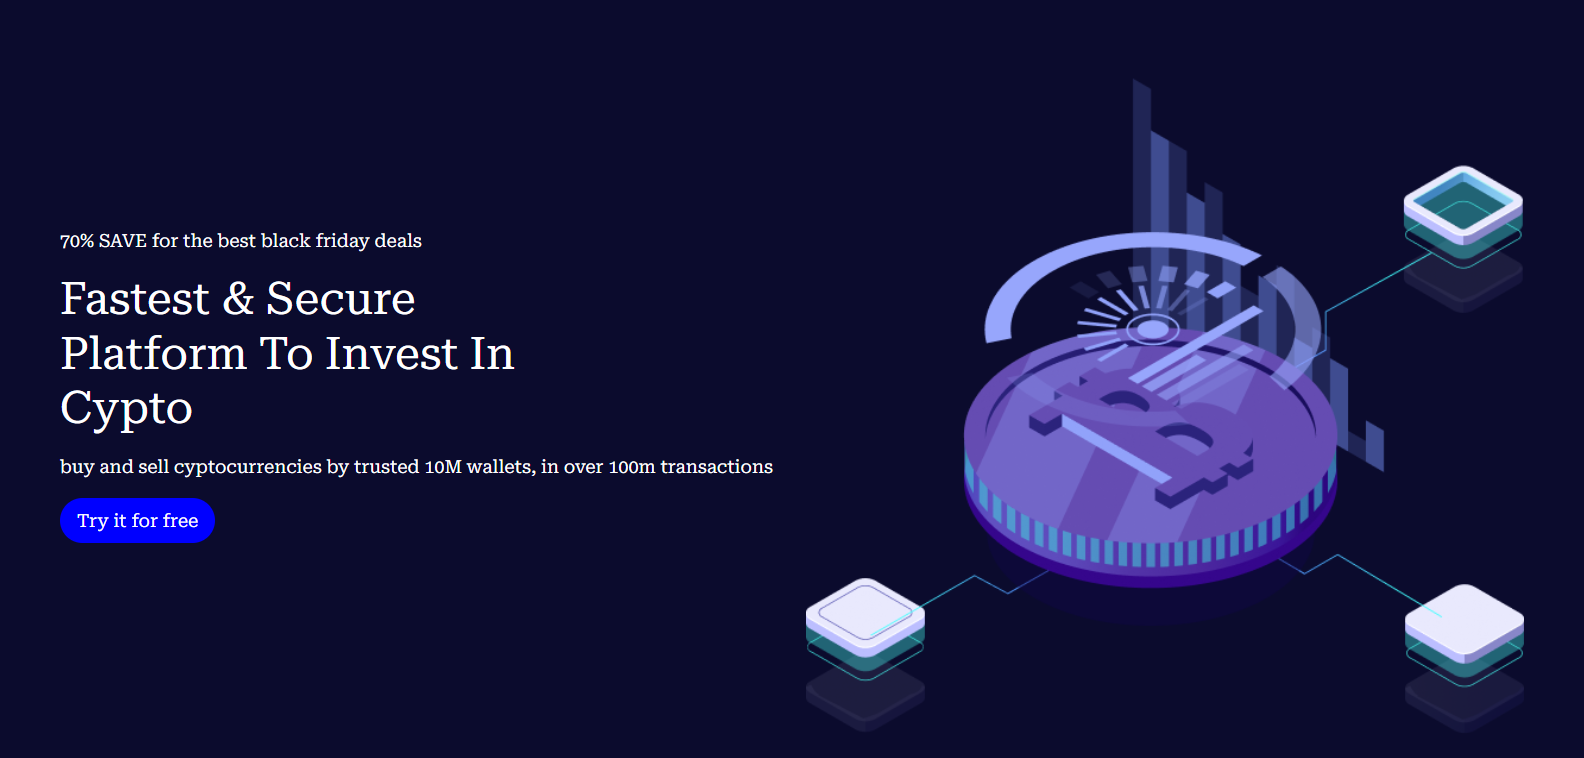 70% SAVE for the best black friday deals
Fastest & Secure
Platform To Invest In
Cypto
buy and sell cyptocurrencies by trusted 10M wallets, in over 100m transactions
Try it for free